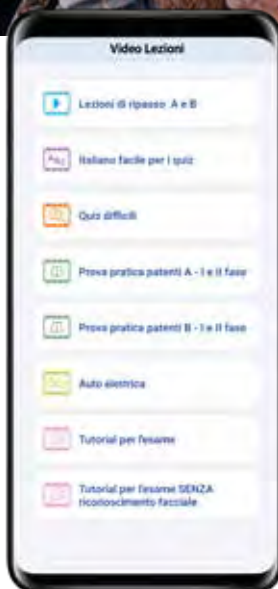 Video Lezioni
Lezioni di ripasso A e B
Italiano facile per i quiz
Quiz difficili
Prova pratica patenti A - I e II fase
Prova pratica patenti B - I e II fase
Auto elettrica
Tutorial per l'esame
Tutorial per l'esame SENZA
riconoscimento facciale